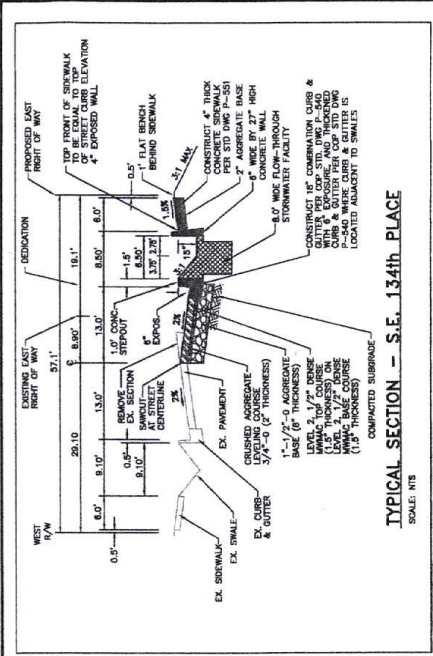 WEST
R/W
EXISTING EAST
RIGHT OF WAY
DEDICATION
PROPOSED EAST
RIGHT OF WAY
57.1'
29.10
8.90'
19.1'
6.0'
9.10'
13.0'
13.0'
8.50'
6.0'
0.5'
0.5'
9.10'
1.5'
6.50'
3.75'
2.75'
0.5'
1' FLAT BENCH
BEHIND SIDEWALK
TOP FRONT OF SIDEWALK
TO BE EQUAL TO TOP
OF STREET CURB ELEVATION
4" EXPOSED WALL
REMOVE
EX. SECTION
SAWCUT
AT STREET
CENTERLINE
1.0' CONC.
STEPOUT
6"
EXPOS.
2%
2%
15"
1.5%
3:1 MAX
EX. SIDEWALK
EX. SWALE
EX. CURB
& GUTTER
EX. PAVEMENT
CRUSHED AGGREGATE
LEVELING COURSE
3/4"-0 (2" THICKNESS)
1"-1/2"-0 AGGREGATE
BASE (8" THICKNESS)
LEVEL 2, 1/2" DENSE
MWMAC TOP COURSE
(1.5" THICKNESS) ON
LEVEL 2, 1/2" DENSE
MWMAC BASE COURSE
(1.5" THICKNESS)
COMPACTED SUBGRADE
CONSTRUCT 4" THICK
CONCRETE SIDEWALK
PER STD DWG P-551
2" AGGREGATE BASE
6" WIDE BY 27" HIGH
CONCRETE WALL
8.0' WIDE FLOW-THROUGH
STORMWATER FACILITY
CONSTRUCT 18" COMBINATION CURB &
GUTTER PER COP STD. DWG P-540
WITH 6" EXPOSURE, AND THICKENED
CURB & GUTTER PER COP STD DWG
P-540 WHERE CURB & GUTTER IS
LOCATED ADJACENT TO SWALES
TYPICAL SECTION - S.E. 134th PLACE
SCALE: NTS